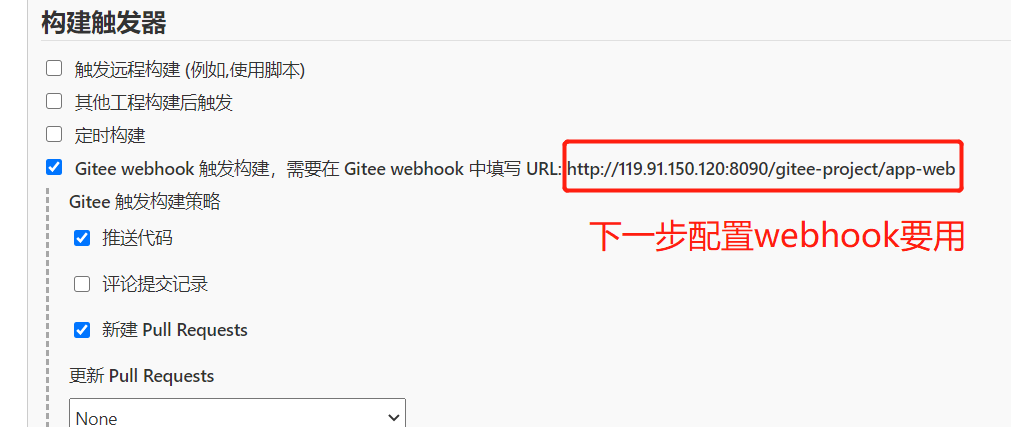 构建触发器
触发远程构建 (例如,使用脚本)
其他工程构建后触发
定时构建
Gitee webhook 触发构建，需要在 Gitee webhook 中填写 URL: http://119.91.150.120:8090/gitee-project/app-web
Gitee 触发构建策略
下一步配置webhook要用
推送代码
评论提交记录
新建 Pull Requests
更新 Pull Requests
None